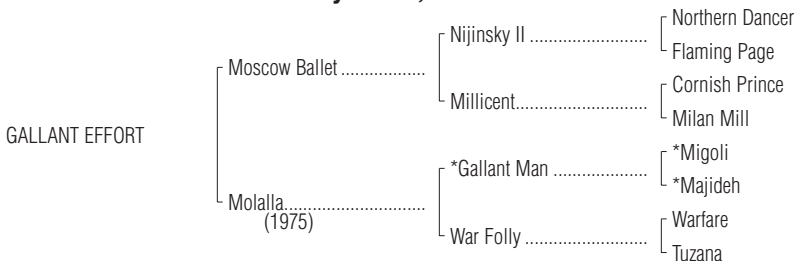 Northern Dancer
Nijinsky II ..........................
Flaming Page
Moscow Ballet ..................
Cornish Prince
Millicent.............................
Milan Mill
GALLANT EFFORT
*Migoli
*Gallant Man .....................
*Majideh
Molalla...............................
(1975)
Warfare
War Folly ...........................
Tuzana